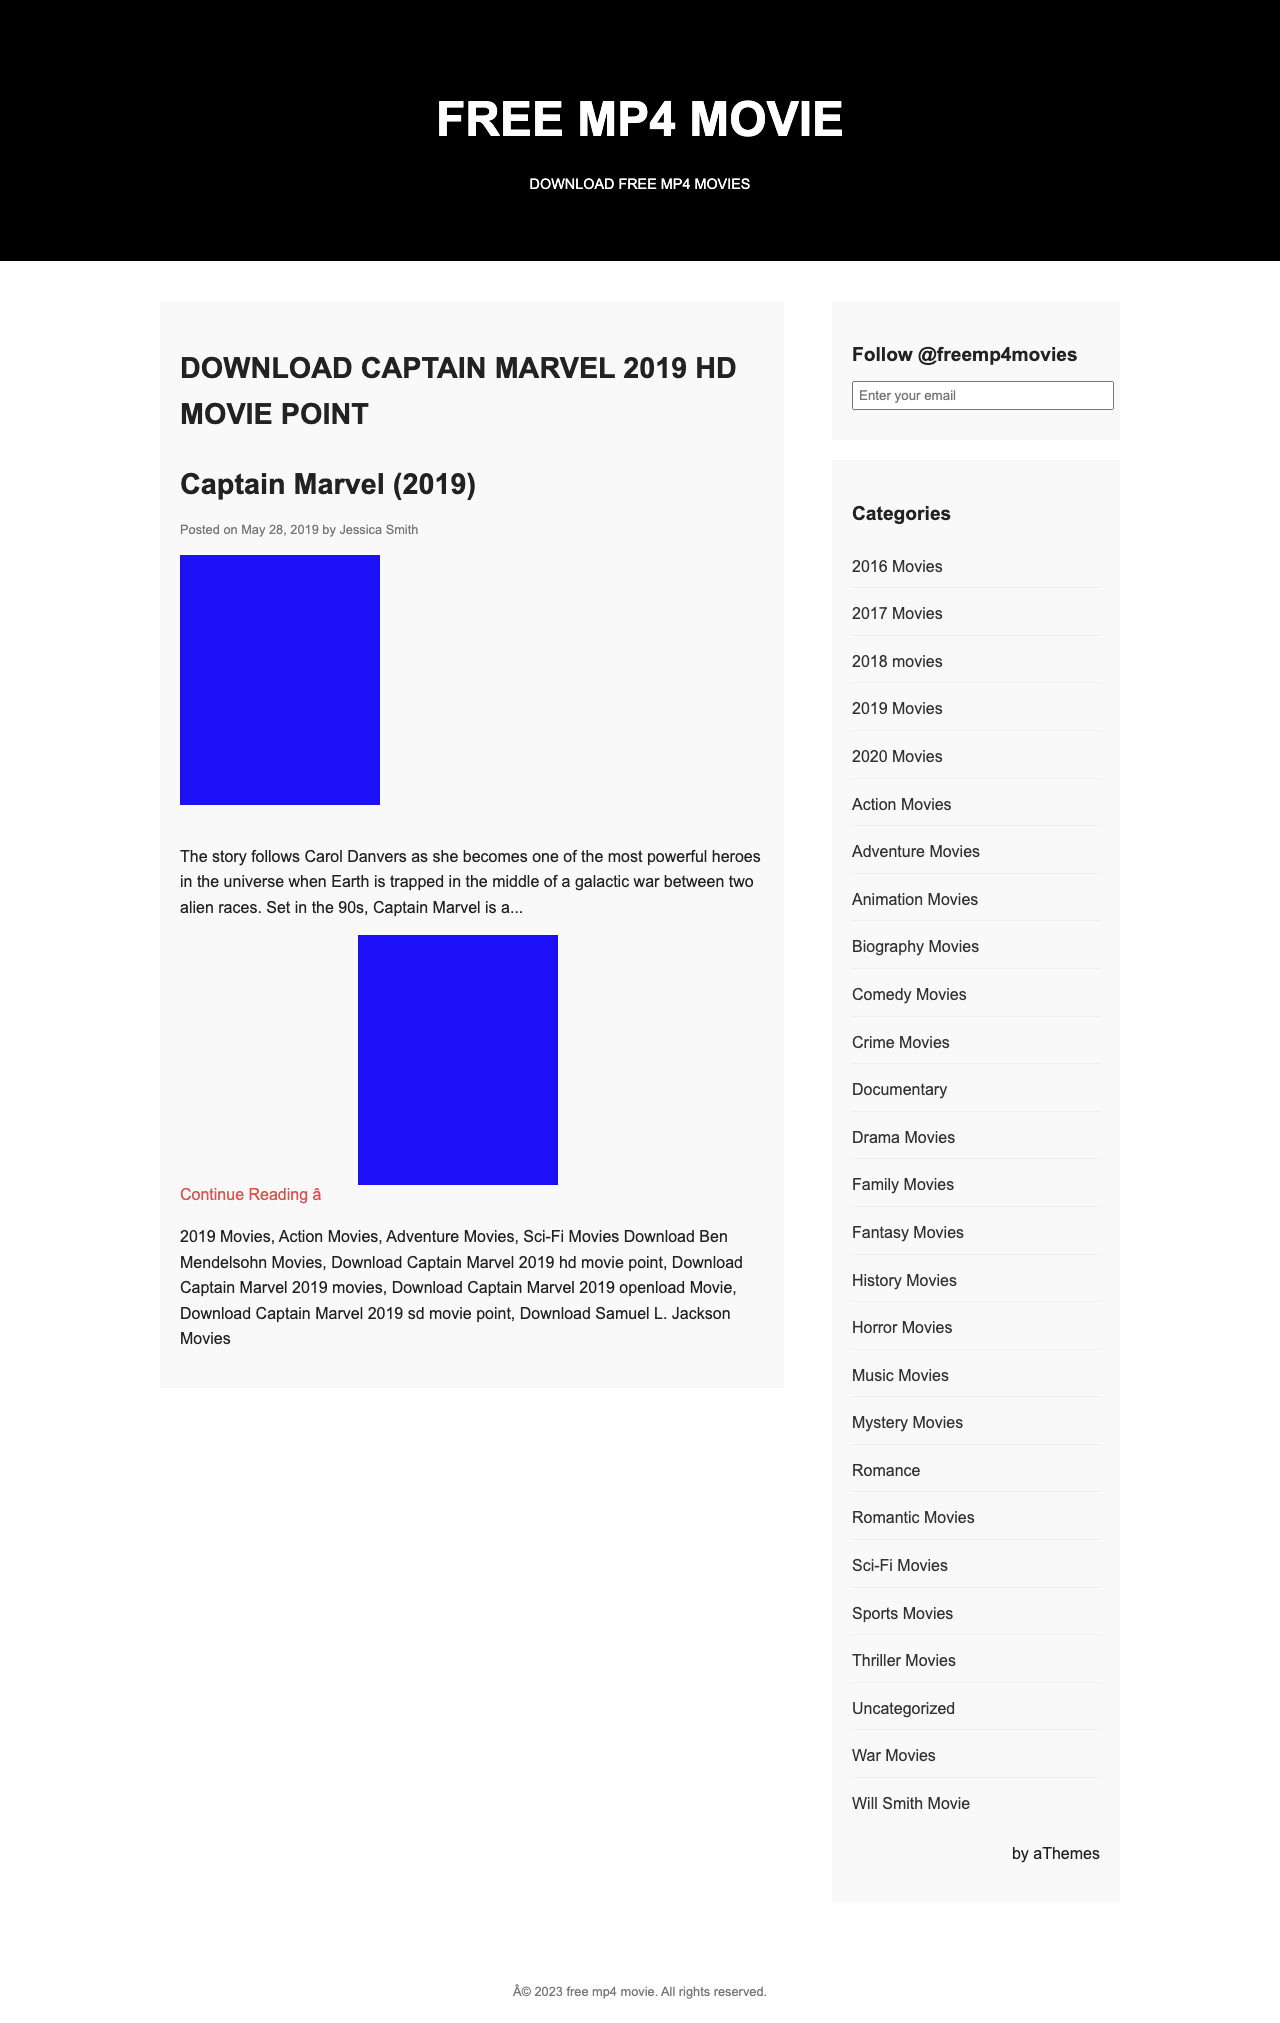 FREE MP4 MOVIE
DOWNLOAD FREE MP4 MOVIES
DOWNLOAD CAPTAIN MARVEL 2019 HD
MOVIE POINT
Captain Marvel (2019)
Posted on May 28, 2019 by Jessica Smith
The story follows Carol Danvers as she becomes one of the most powerful heroes
in the universe when Earth is trapped in the middle of a galactic war between two
alien races. Set in the 90s, Captain Marvel is a...
Continue Reading â
2019 Movies, Action Movies, Adventure Movies, Sci-Fi Movies Download Ben
Mendelsohn Movies, Download Captain Marvel 2019 hd movie point, Download
Captain Marvel 2019 movies, Download Captain Marvel 2019 openload Movie,
Download Captain Marvel 2019 sd movie point, Download Samuel L. Jackson
Movies
Follow @freemp4movies
Enter your email
Categories
2016 Movies
2017 Movies
2018 movies
2019 Movies
2020 Movies
Action Movies
Adventure Movies
Animation Movies
Biography Movies
Comedy Movies
Crime Movies
Documentary
Drama Movies
Family Movies
Fantasy Movies
History Movies
Horror Movies
Music Movies
Mystery Movies
Romance
Romantic Movies
Sci-Fi Movies
Sports Movies
Thriller Movies
Uncategorized
War Movies
Will Smith Movie
by aThemes
Â© 2023 free mp4 movie. All rights reserved.